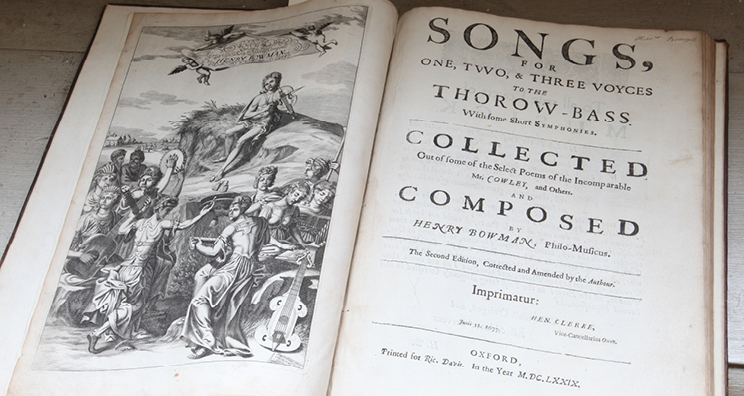 HENRY BOWMAN
SONGS,
FOR
ONE, TWO, & THREE VOYCES
TO THE
THOROW-BASS.
With some Short SYMPHONIES.
COLLECTED
Out of some of the Select Poems of the Incomparable
Mr. COWLEY, and Others.
AND
COMPOSED
BY
HENRY BOWMAN, Philo-Musicus.
The Second Edition, Corrected and Amended by the Authour.
Imprimatur:
HEN. CLERKE,
Vice-Cancellarius Oxon.
OXFORD,
Printed for Ric. Davis. In the Year M.DC.LXXIX.